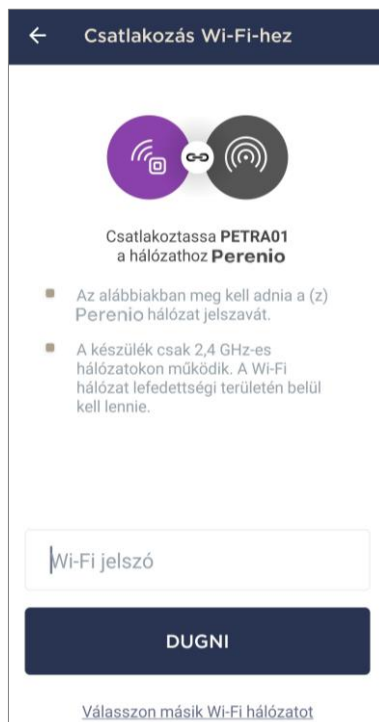 Csatlakozás Wi-Fi-hez
Csatlakoztassa PETRA01
a hálózathoz Perenio
Az alábbiakban meg kell adnia a (z)
Perenio hálózat jelszavát.
A készülék csak 2,4 GHz-es
hálózatokon működik. A Wi-Fi
hálózat lefedettségi területén belül
kell lennie.
Wi-Fi jelszó
DUGNI
Válasszon másik Wi-Fi hálózatot